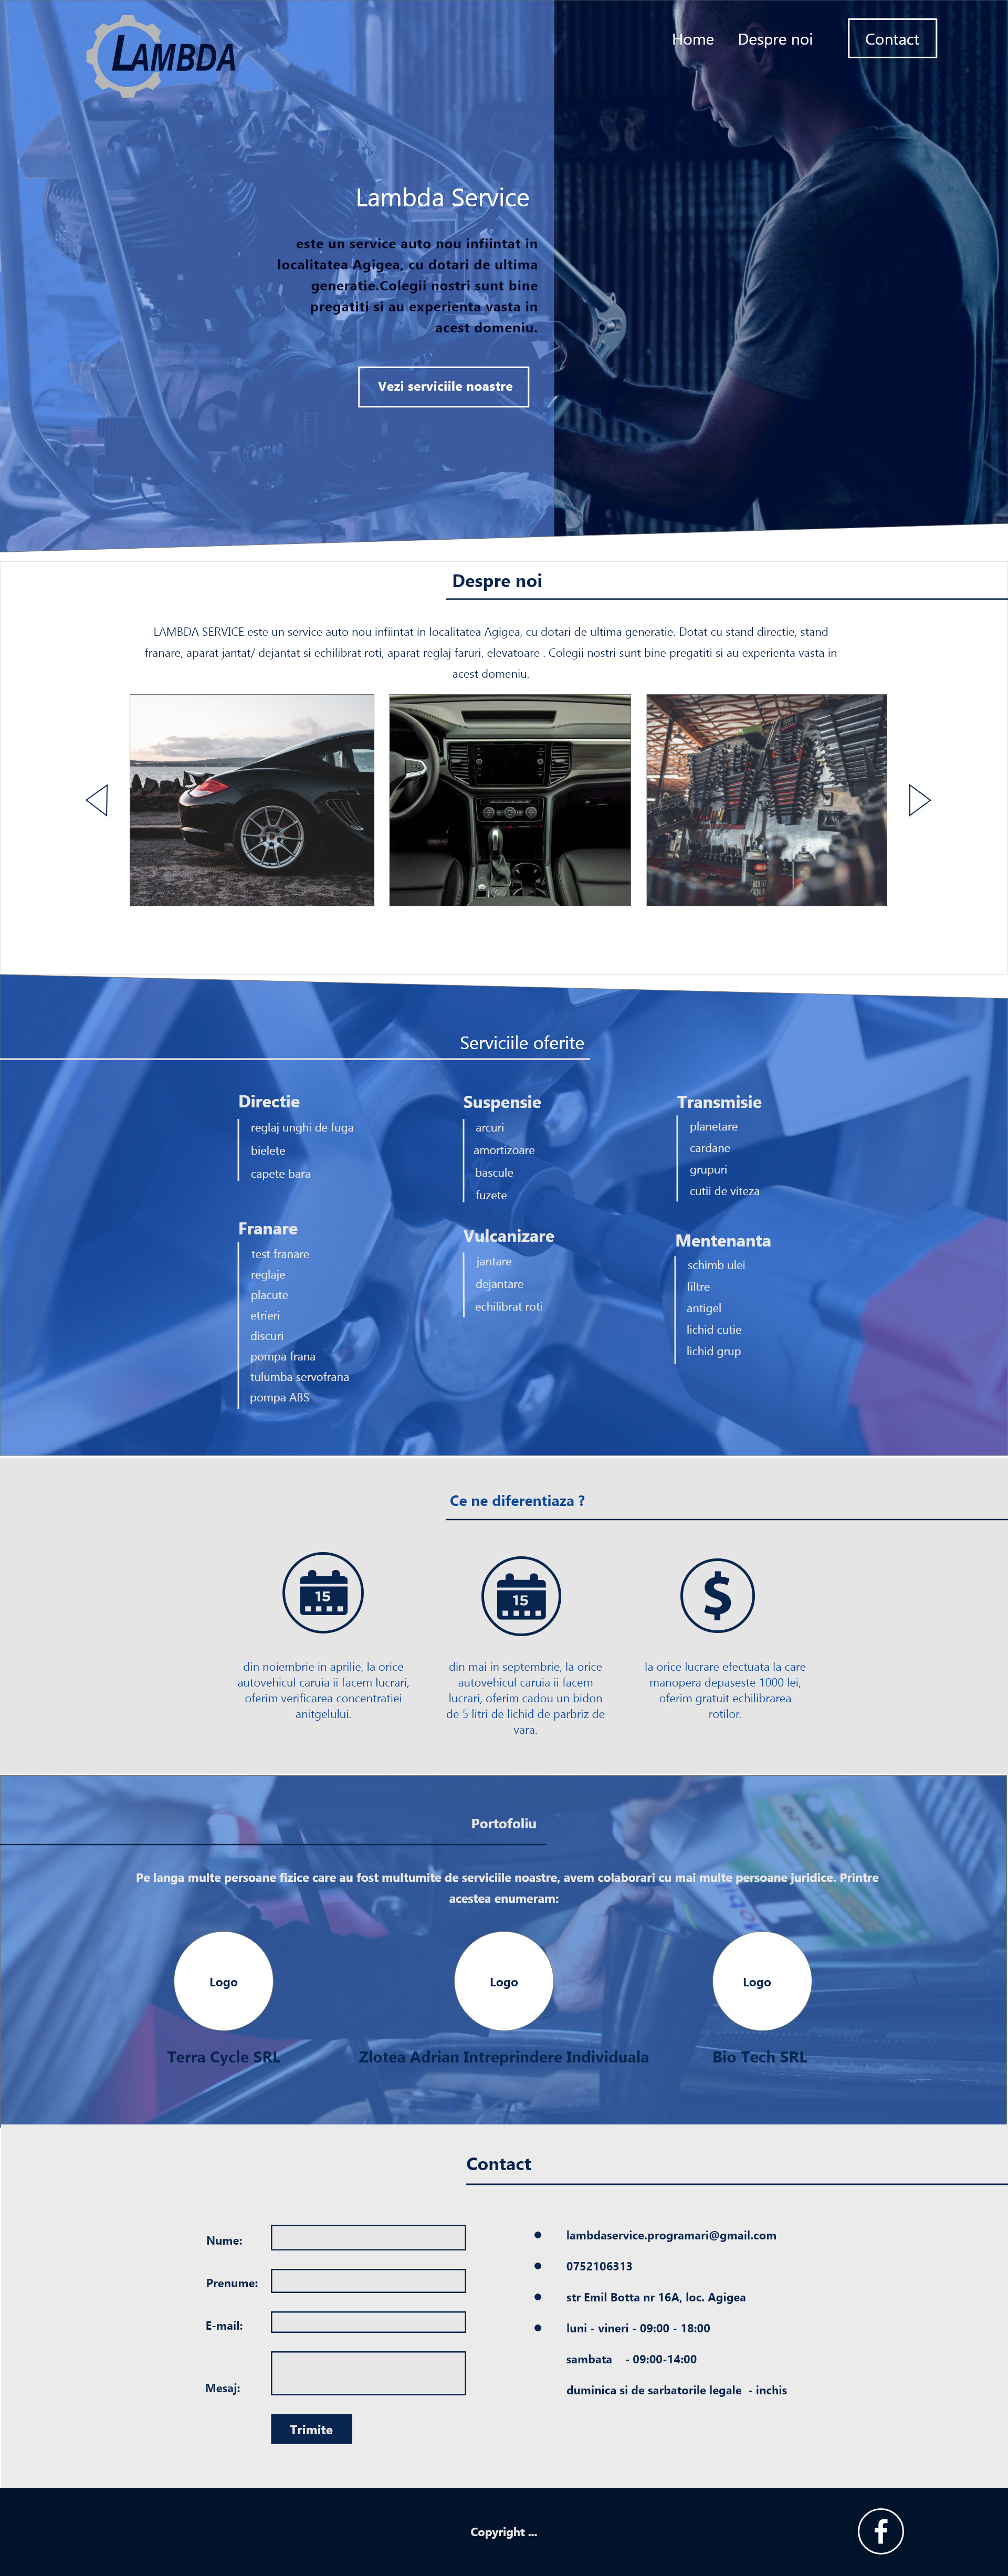 LAMBDA
Home Despre noi Contact
Lambda Service
este un service auto nou infiintat in
localitatea Agigea, cu dotari de ultima
generatie.Colegii nostri sunt bine
pregatiti si au experienta vasta in
acest domeniu.
Vezi serviciile noastre
Despre noi
LAMBDA SERVICE este un service auto nou infiintat in localitatea Agigea, cu dotari de ultima generatie. Dotat cu stand directie, stand
franare, aparat jantat/ dejantat si echilibrat roti, aparat reglaj faruri, elevatoare . Colegii nostri sunt bine pregatiti si au experienta vasta in
acest domeniu.
Serviciile oferite
Directie
reglaj unghi de fuga
bielete
capete bara
Suspensie
arcuri
amortizoare
bascule
fuzete
Transmisie
planetare
cardane
grupuri
cutii de viteza
Franare
test franare
reglaje
placute
etrieri
discuri
pompa frana
tulumba servofrana
pompa ABS
Vulcanizare
jantare
dejantare
echilibrat roti
Mentenanta
schimb ulei
filtre
antigel
lichid cutie
lichid grup
Ce ne diferentiaza ?
15
15
$
din noiembrie in aprilie, la orice
autovehicul caruia ii facem lucrari,
oferim verificarea concentratiei
anitgelului.
din mai in septembrie, la orice
autovehicul caruia ii facem
lucrari, oferim cadou un bidon
de 5 litri de lichid de parbriz de
vara.
la orice lucrare efectuata la care
manopera depaseste 1000 lei,
oferim gratuit echilibrarea
rotilor.
Portofoliu
Pe langa multe persoane fizice care au fost multumite de serviciile noastre, avem colaborari cu mai multe persoane juridice. Printre
acestea enumeram:
Logo
Logo
Logo
Terra Cycle SRL
Zlotea Adrian Intreprindere Individuala
Bio Tech SRL
Contact
Nume:
Prenume:
E-mail:
Mesaj:
Trimite
lambdaservice.programari@gmail.com
0752106313
str Emil Botta nr 16A, loc. Agigea
luni - vineri - 09:00 - 18:00
sambata - 09:00-14:00
duminica si de sarbatorile legale - inchis
Copyright ...
f